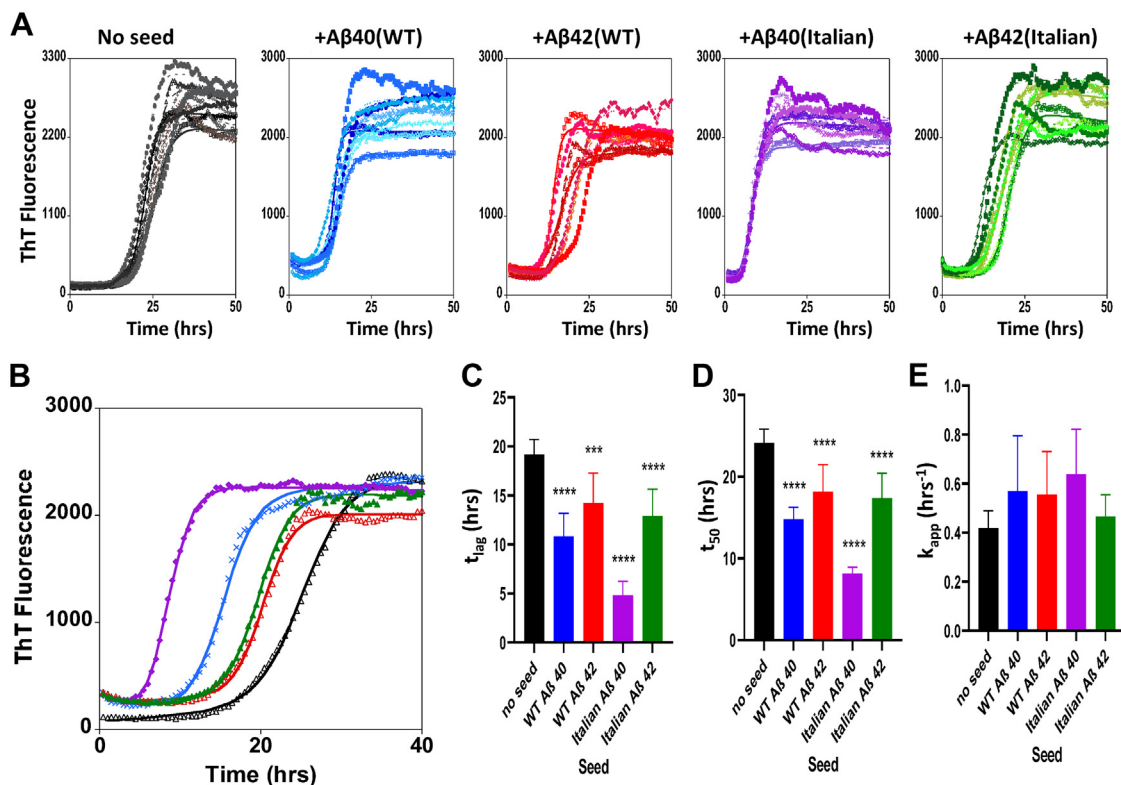 A
No seed
+Aβ40(WT)
+Aβ42(WT)
+Aβ40(Italian)
+Aβ42(Italian)
ThT Fluorescence
3300
2200
1100
0
0 25 50
Time (hrs)
3000
2000
1000
0
0 25 50
Time (hrs)
3000
2000
1000
0
0 25 50
Time (hrs)
3000
2000
1000
0
0 25 50
Time (hrs)
3000
2000
1000
0
0 25 50
Time (hrs)
B
ThT Fluorescence
3000
2000
1000
0
0 20 40
Time (hrs)
C
t_lag (hrs)
25
20
15
10
5
0
**** *** **** ****
no seed
WT Aβ 40
WT Aβ 42
Italian Aβ 40
Italian Aβ 42
Seed
D
t_50 (hrs)
30
20
10
0
**** **** **** ****
no seed
WT Aβ 40
WT Aβ 42
Italian Aβ 40
Italian Aβ 42
Seed
E
k_app (hrs⁻¹)
1.0
0.8
0.6
0.4
0.2
0.0
no seed
WT Aβ 40
WT Aβ 42
Italian Aβ 40
Italian Aβ 42
Seed